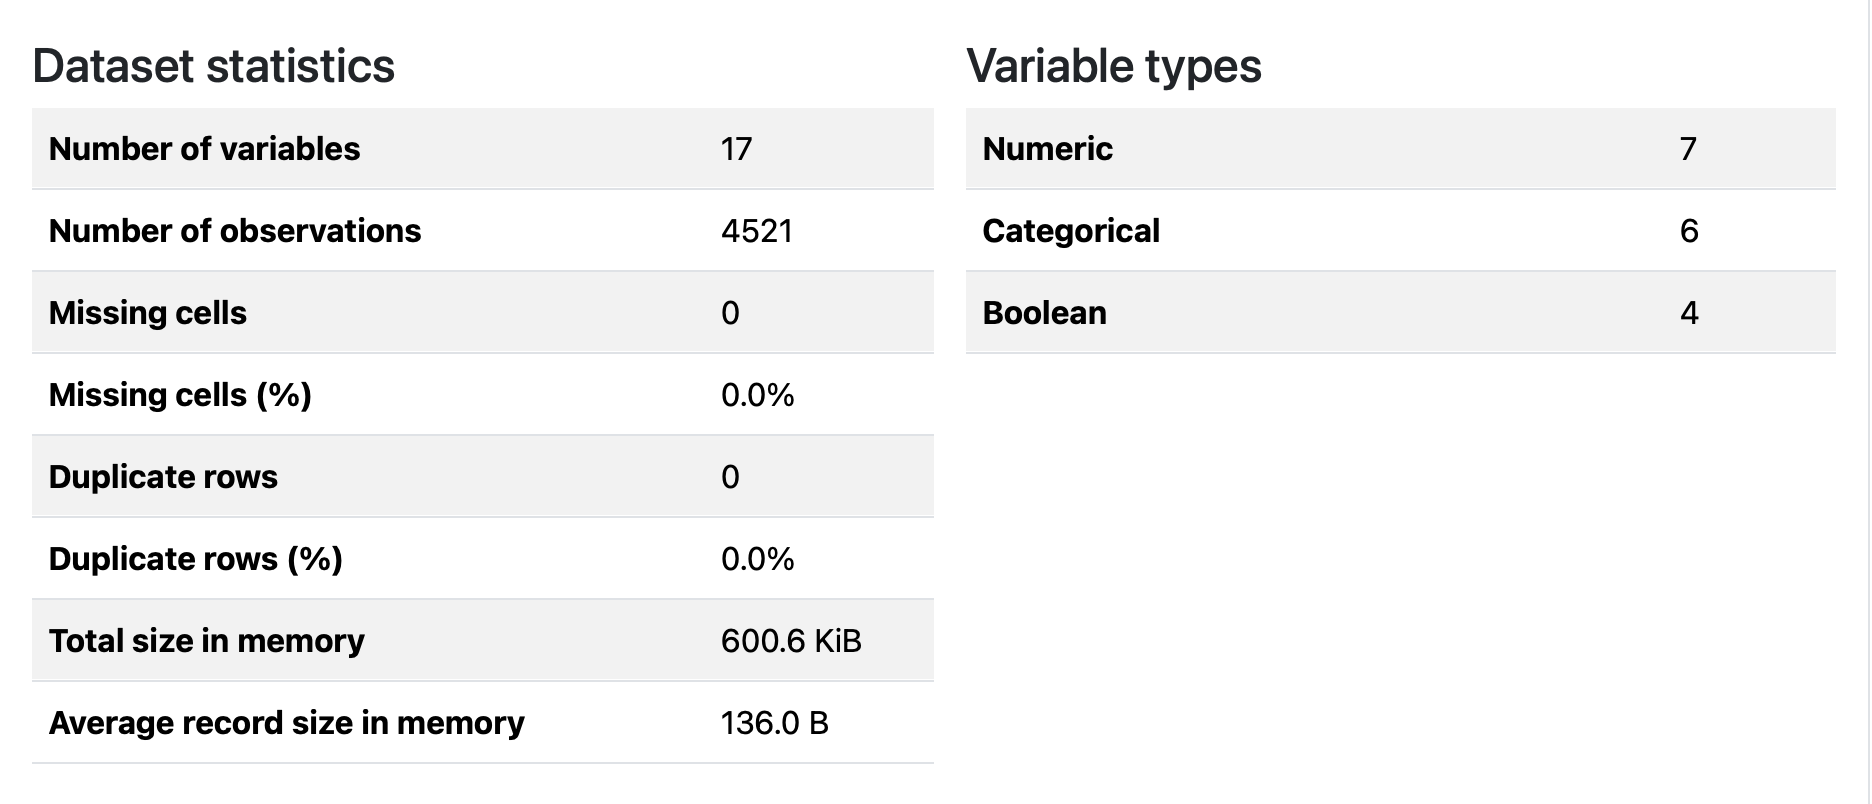 Dataset statistics
Number of variables 17
Number of observations 4521
Missing cells 0
Missing cells (%) 0.0%
Duplicate rows 0
Duplicate rows (%) 0.0%
Total size in memory 600.6 KiB
Average record size in memory 136.0 B
Variable types
Numeric 7
Categorical 6
Boolean 4